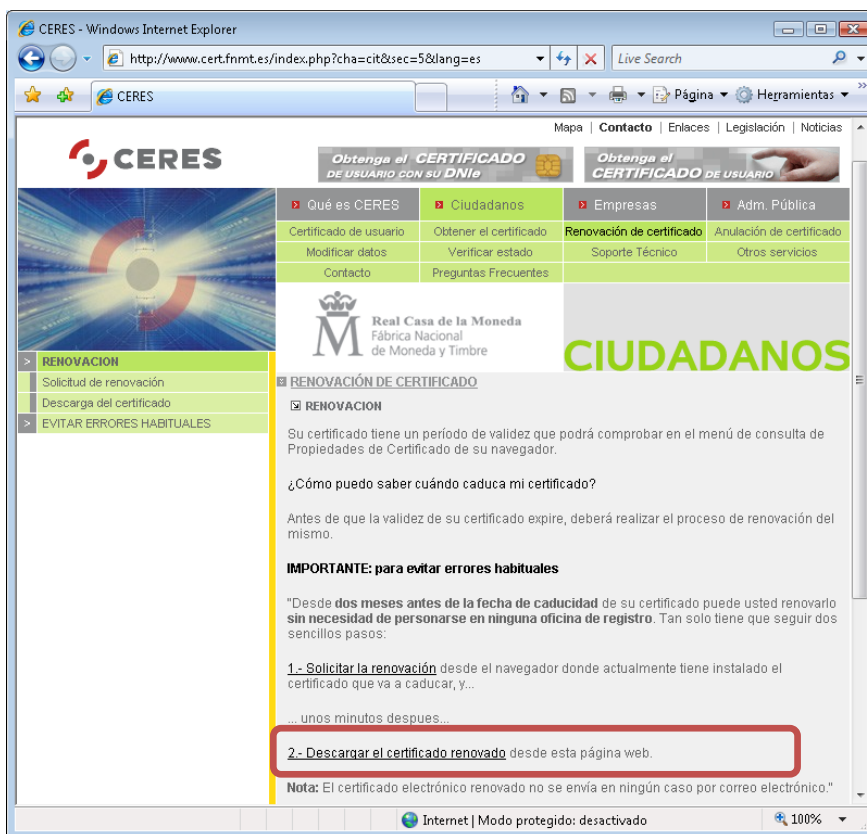 CERES - Windows Internet Explorer
http://www.cert.fnmt.es/index.php?cha=cit&sec=5&lang=es
Live Search
CERES
Página
Herramientas
Mapa | Contacto | Enlaces | Legislación | Noticias
CERES
Obtenga el CERTIFICADO
DE USUARIO CON SU DNIe
Obtenga el
CERTIFICADO DE USUARIO
Qué es CERES
Ciudadanos
Empresas
Adm. Pública
Certificado de usuario
Obtener el certificado
Renovación de certificado
Anulación de certificado
Modificar datos
Verificar estado
Soporte Técnico
Otros servicios
Contacto
Preguntas Frecuentes
M
Real Casa de la Moneda
Fábrica Nacional
de Moneda y Timbre
CIUDADANOS
RENOVACION
Solicitud de renovación
Descarga del certificado
EVITAR ERRORES HABITUALES
RENOVACIÓN DE CERTIFICADO
RENOVACION
Su certificado tiene un período de validez que podrá comprobar en el menú de consulta de
Propiedades de Certificado de su navegador.
¿Cómo puedo saber cuándo caduca mi certificado?
Antes de que la validez de su certificado expire, deberá realizar el proceso de renovación del
mismo.
IMPORTANTE: para evitar errores habituales
"Desde dos meses antes de la fecha de caducidad de su certificado puede usted renovarlo
sin necesidad de personarse en ninguna oficina de registro. Tan solo tiene que seguir dos
sencillos pasos:
1.- Solicitar la renovación desde el navegador donde actualmente tiene instalado el
certificado que va a caducar, y...
... unos minutos despues...
2.- Descargar el certificado renovado desde esta página web.
Nota: El certificado electrónico renovado no se envía en ningún caso por correo electrónico."
Internet | Modo protegido: desactivado
100%